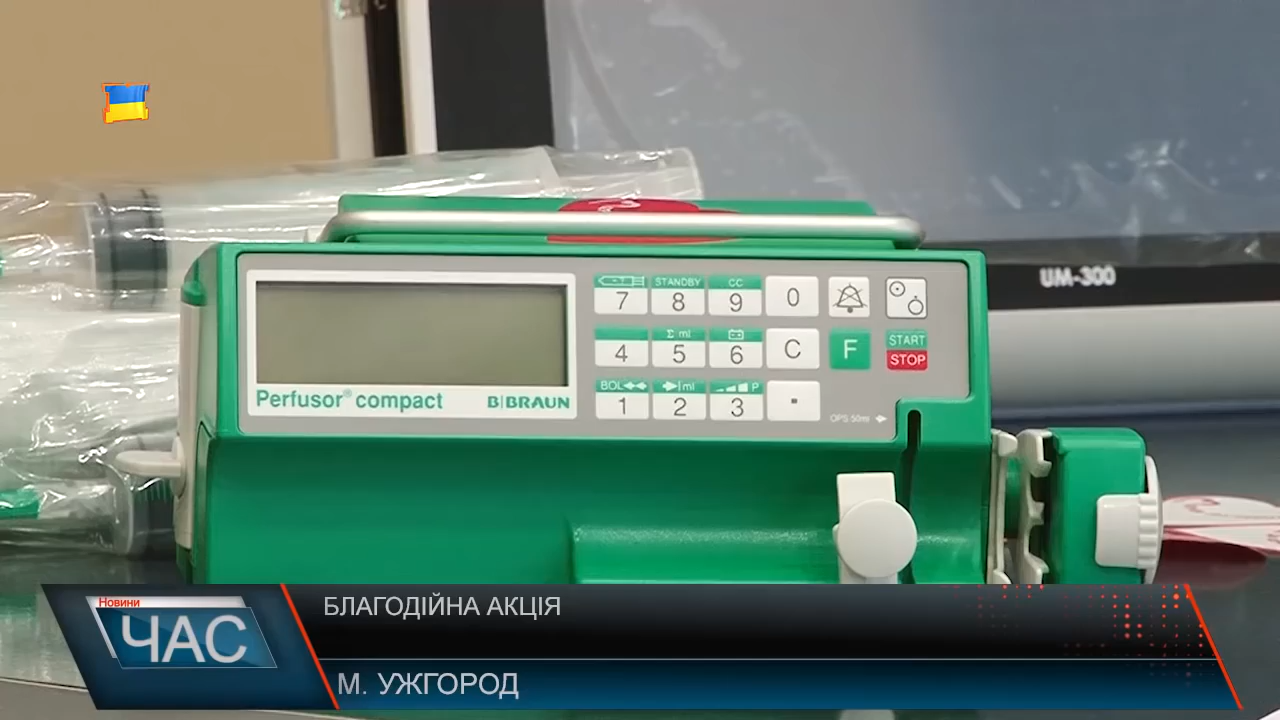 UM-300
STANDBY CC
7 8 9 0
Σ ml
4 5 6 C F START
STOP
Perfusor® compact B|BRAUN
BOL ml P
1 2 3 .
OPS 50ml
Новини
ЧАС
БЛАГОДІЙНА АКЦІЯ
М. УЖГОРОД